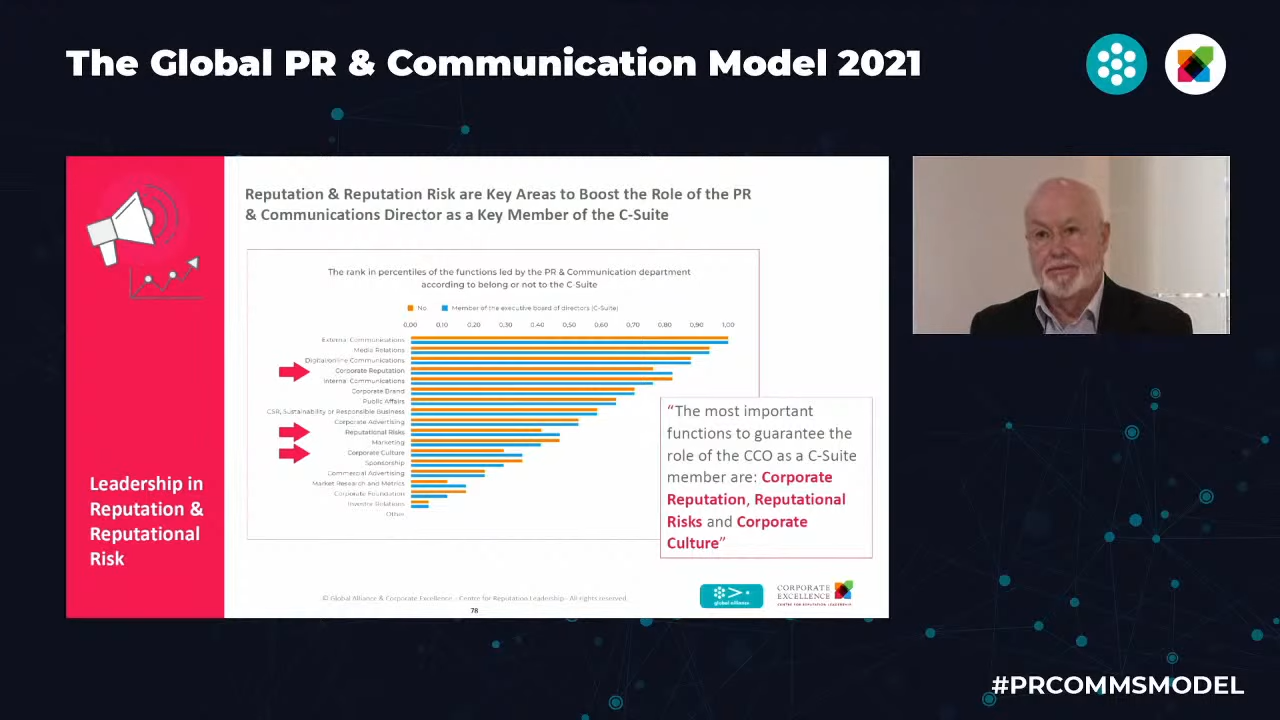 The Global PR & Communication Model 2021
Reputation & Reputation Risk are Key Areas to Boost the Role of the PR
& Communications Director as a Key Member of the C-Suite
The rank in percentiles of the functions led by the PR & Communication department
according to belong or not to the C-Suite
No
Member of the executive board of directors (C-Suite)
0,00 0,10 0,20 0,30 0,40 0,50 0,60 0,70 0,80 0,90 1,00
External Communications
Media Relations
Digital/online Communications
Corporate Reputation
Internal Communications
Corporate Brand
Public Affairs
CSR, Sustainability or Responsible Business
Corporate Advertising
Reputational Risks
Marketing
Corporate Culture
Sponsorship
Commercial Advertising
Market Research and Metrics
Corporate Foundation
Investor Relations
Other
“The most important
functions to guarantee the
role of the CCO as a C-Suite
member are: Corporate
Reputation, Reputational
Risks and Corporate
Culture”
Leadership in
Reputation &
Reputational
Risk
© Global Alliance & Corporate Excellence - Centre for Reputation Leadership - All rights reserved.
78
global alliance
CORPORATE
EXCELLENCE
CENTRE FOR REPUTATION LEADERSHIP
#PRCOMMSMODEL